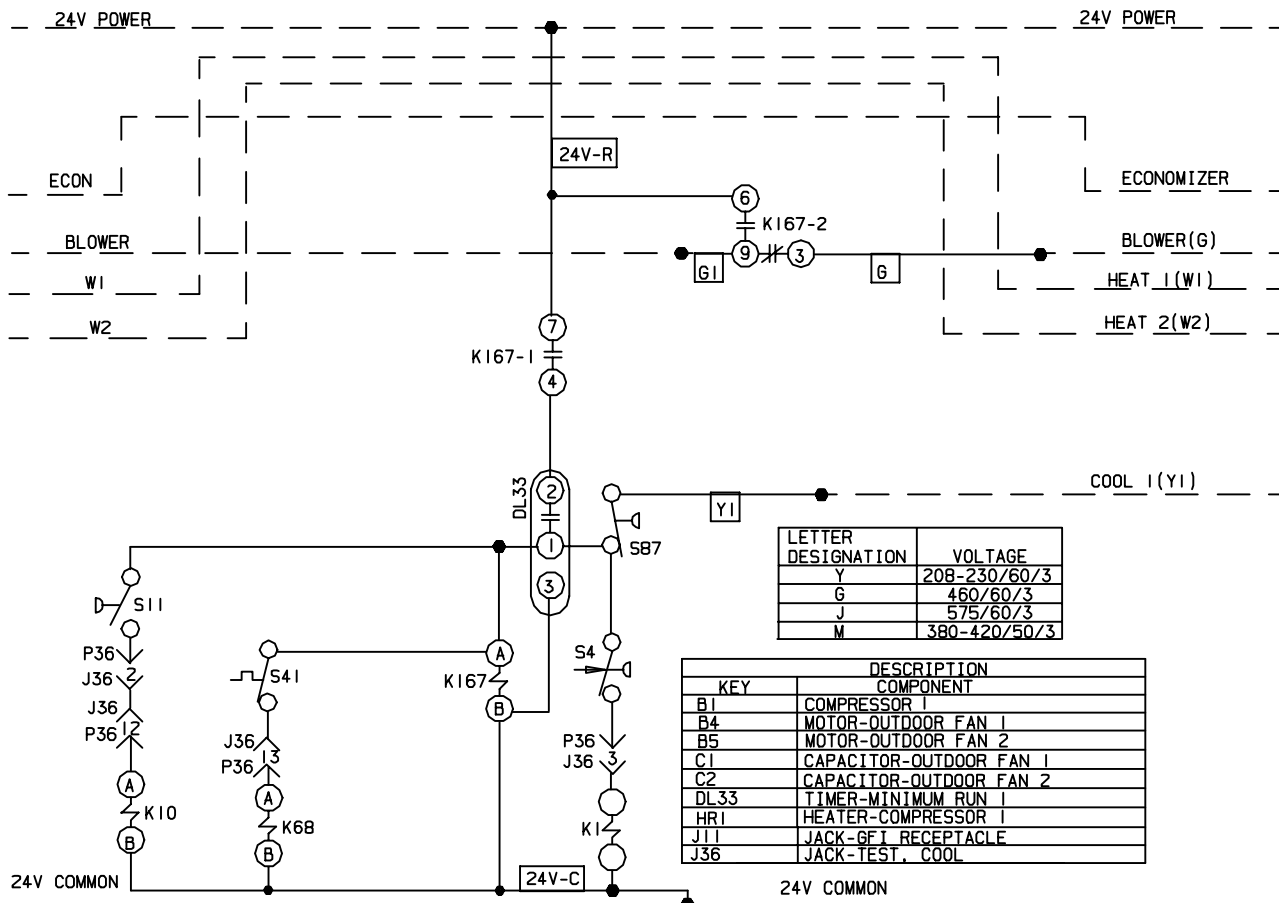 24V POWER
24V POWER
24V-R
ECON
ECONOMIZER
6
K167-2
BLOWER
9
3
BLOWER(G)
G1
G
W1
HEAT 1(W1)
W2
HEAT 2(W2)
7
K167-1
4
DL33
2
COOL 1(Y1)
Y1
1
S87
3
LETTER DESIGNATION
VOLTAGE
Y 208-230/60/3
G 460/60/3
J 575/60/3
M 380-420/50/3
S11
P36
2
J36
J36
12
P36
A
K10
B
S41
J36
13
P36
A
K68
B
A
K167
B
S4
P36
3
J36
K1
DESCRIPTION
KEY COMPONENT
B1 COMPRESSOR 1
B4 MOTOR-OUTDOOR FAN 1
B5 MOTOR-OUTDOOR FAN 2
C1 CAPACITOR-OUTDOOR FAN 1
C2 CAPACITOR-OUTDOOR FAN 2
DL33 TIMER-MINIMUM RUN 1
HR1 HEATER-COMPRESSOR 1
J11 JACK-GFI RECEPTACLE
J36 JACK-TEST, COOL
24V COMMON
24V-C
24V COMMON